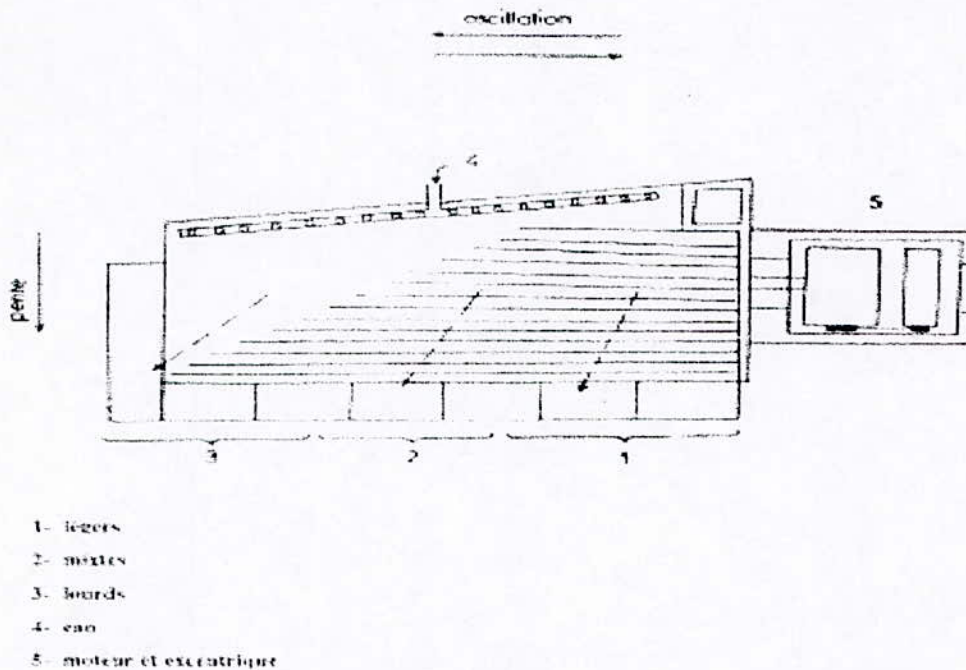 oscillation
4
5
pente
3 2 1
1- légers
2- mixtes
3- lourds
4- eau
5- moteur et excentrique